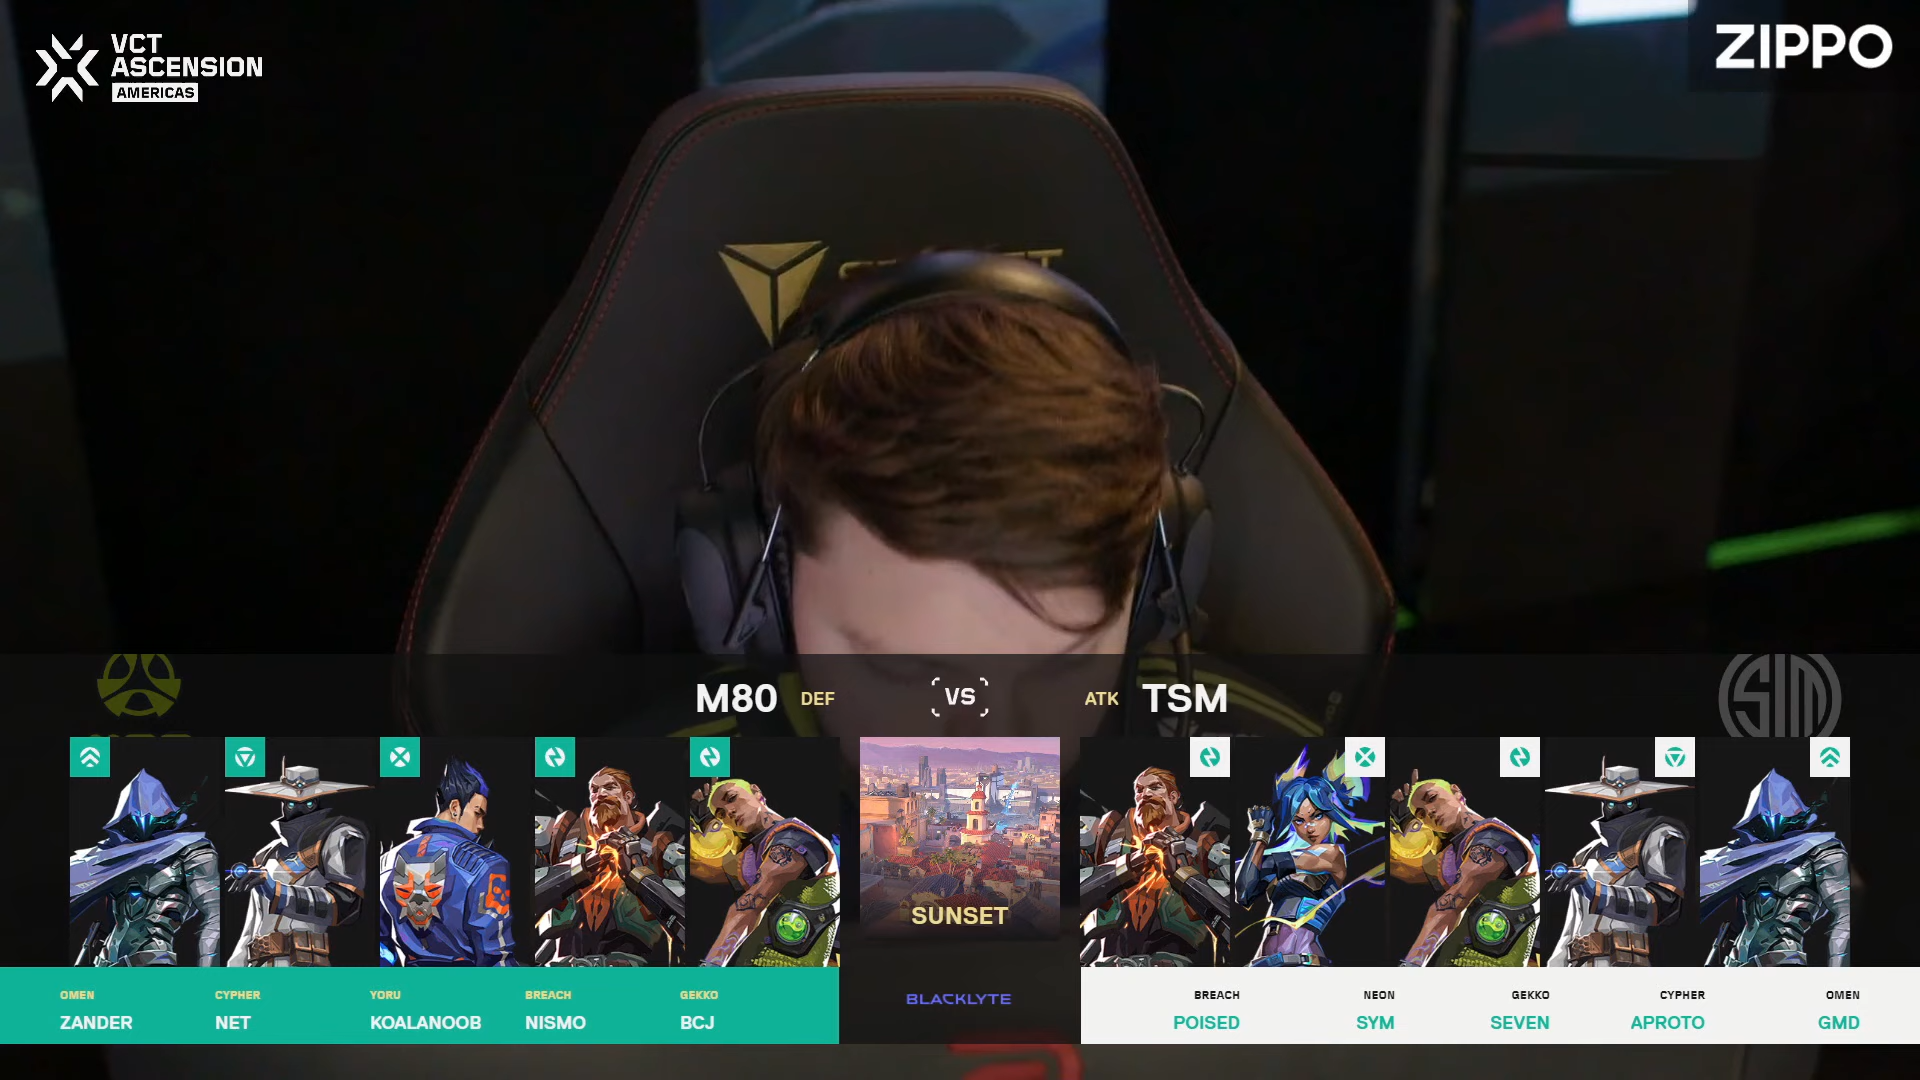 VCT
ASCENSION
AMERICAS
ZIPPO
M80 DEF VS ATK TSM
SUNSET
BLACKLYTE
OMEN CYPHER YORU BREACH GEKKO
ZANDER NET KOALANOOB NISMO BCJ
BREACH NEON GEKKO CYPHER OMEN
POISED SYM SEVEN APROTO GMD